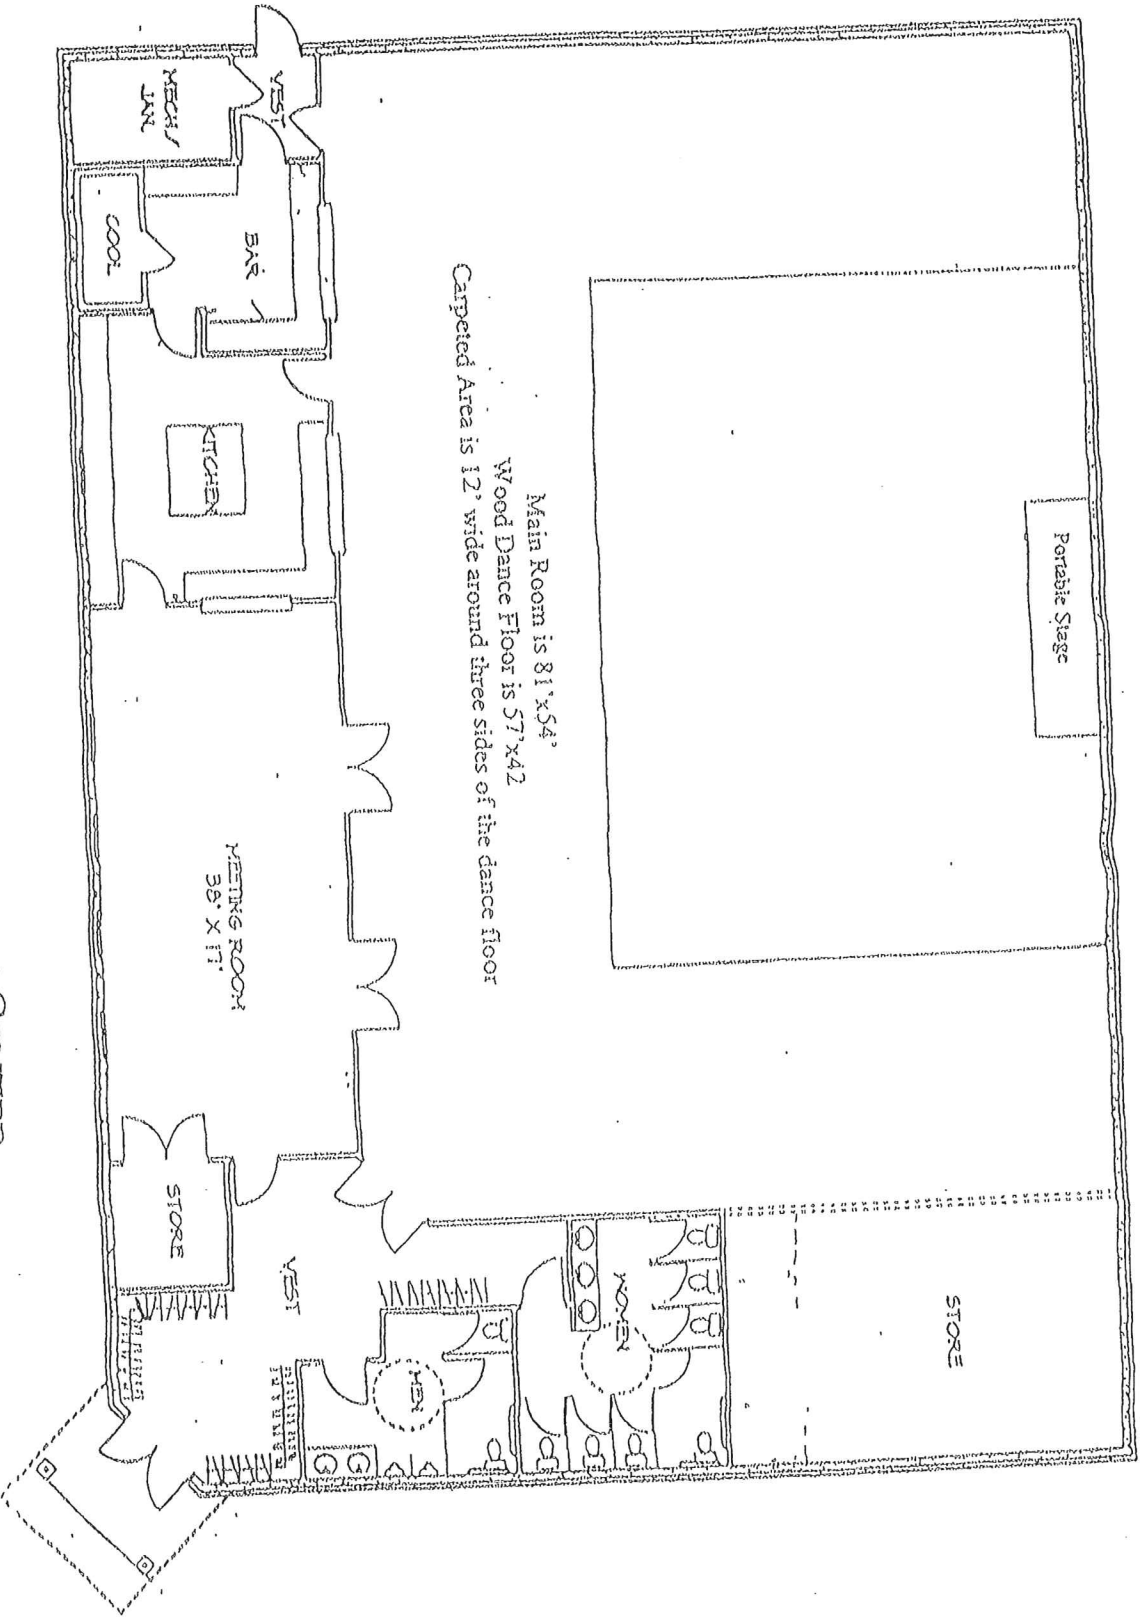 Portable Stage
Main Room is 81'x54'
Wood Dance Floor is 57'x42
Carpeted Area is 12' wide around three sides of the dance floor
VEST
MECH/
JAN.
BAR
COOL
KITCHEN
MEETING ROOM
38' X 17'
STORE
VEST
MEN
WOMEN
STORE